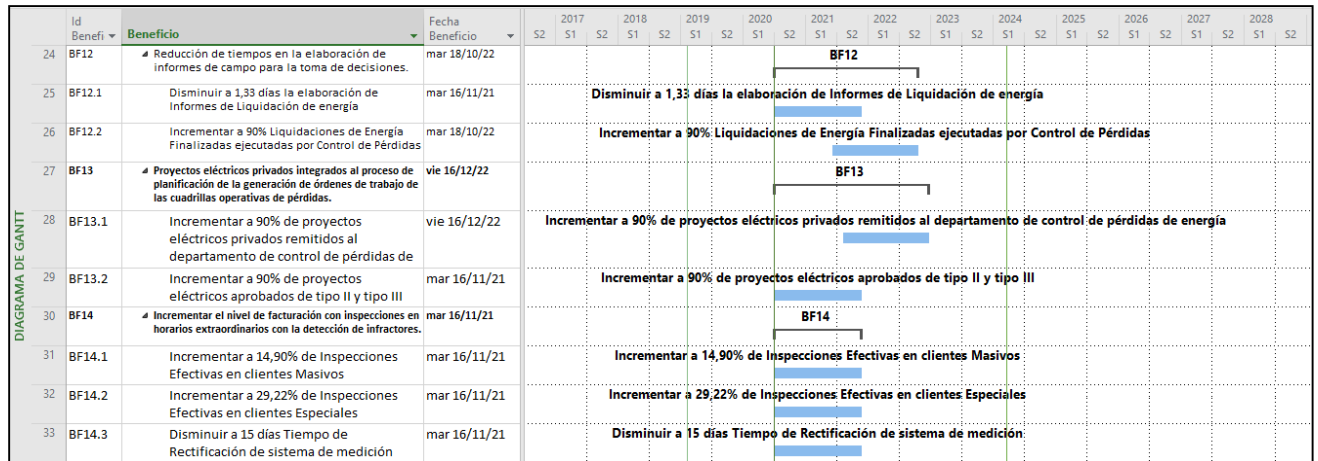 Id
Benefi
Beneficio
Fecha
Beneficio
2017 2018 2019 2020 2021 2022 2023 2024 2025 2026 2027 2028
S2 S1 S2 S1 S2 S1 S2 S1 S2 S1 S2 S1 S2 S1 S2 S1 S2 S1 S2 S1 S2 S1 S2 S1 S2
DIAGRAMA DE GANTT
24 BF12 Reducción de tiempos en la elaboración de mar 18/10/22 BF12
informes de campo para la toma de decisiones.
25 BF12.1 Disminuir a 1,33 días la elaboración de mar 16/11/21 Disminuir a 1,33 días la elaboración de Informes de Liquidación de energía
Informes de Liquidación de energía
26 BF12.2 Incrementar a 90% Liquidaciones de Energía mar 18/10/22 Incrementar a 90% Liquidaciones de Energía Finalizadas ejecutadas por Control de Pérdidas
Finalizadas ejecutadas por Control de Pérdidas
27 BF13 Proyectos eléctricos privados integrados al proceso de vie 16/12/22 BF13
planificación de la generación de órdenes de trabajo de
las cuadrillas operativas de pérdidas.
28 BF13.1 Incrementar a 90% de proyectos vie 16/12/22 Incrementar a 90% de proyectos eléctricos privados remitidos al departamento de control de pérdidas de energía
eléctricos privados remitidos al
departamento de control de pérdidas de
29 BF13.2 Incrementar a 90% de proyectos mar 16/11/21 Incrementar a 90% de proyectos eléctricos aprobados de tipo II y tipo III
eléctricos aprobados de tipo II y tipo III
30 BF14 Incrementar el nivel de facturación con inspecciones en mar 16/11/21 BF14
horarios extraordinarios con la detección de infractores.
31 BF14.1 Incrementar a 14,90% de Inspecciones mar 16/11/21 Incrementar a 14,90% de Inspecciones Efectivas en clientes Masivos
Efectivas en clientes Masivos
32 BF14.2 Incrementar a 29,22% de Inspecciones mar 16/11/21 Incrementar a 29,22% de Inspecciones Efectivas en clientes Especiales
Efectivas en clientes Especiales
33 BF14.3 Disminuir a 15 días Tiempo de mar 16/11/21 Disminuir a 15 días Tiempo de Rectificación de sistema de medición
Rectificación de sistema de medición